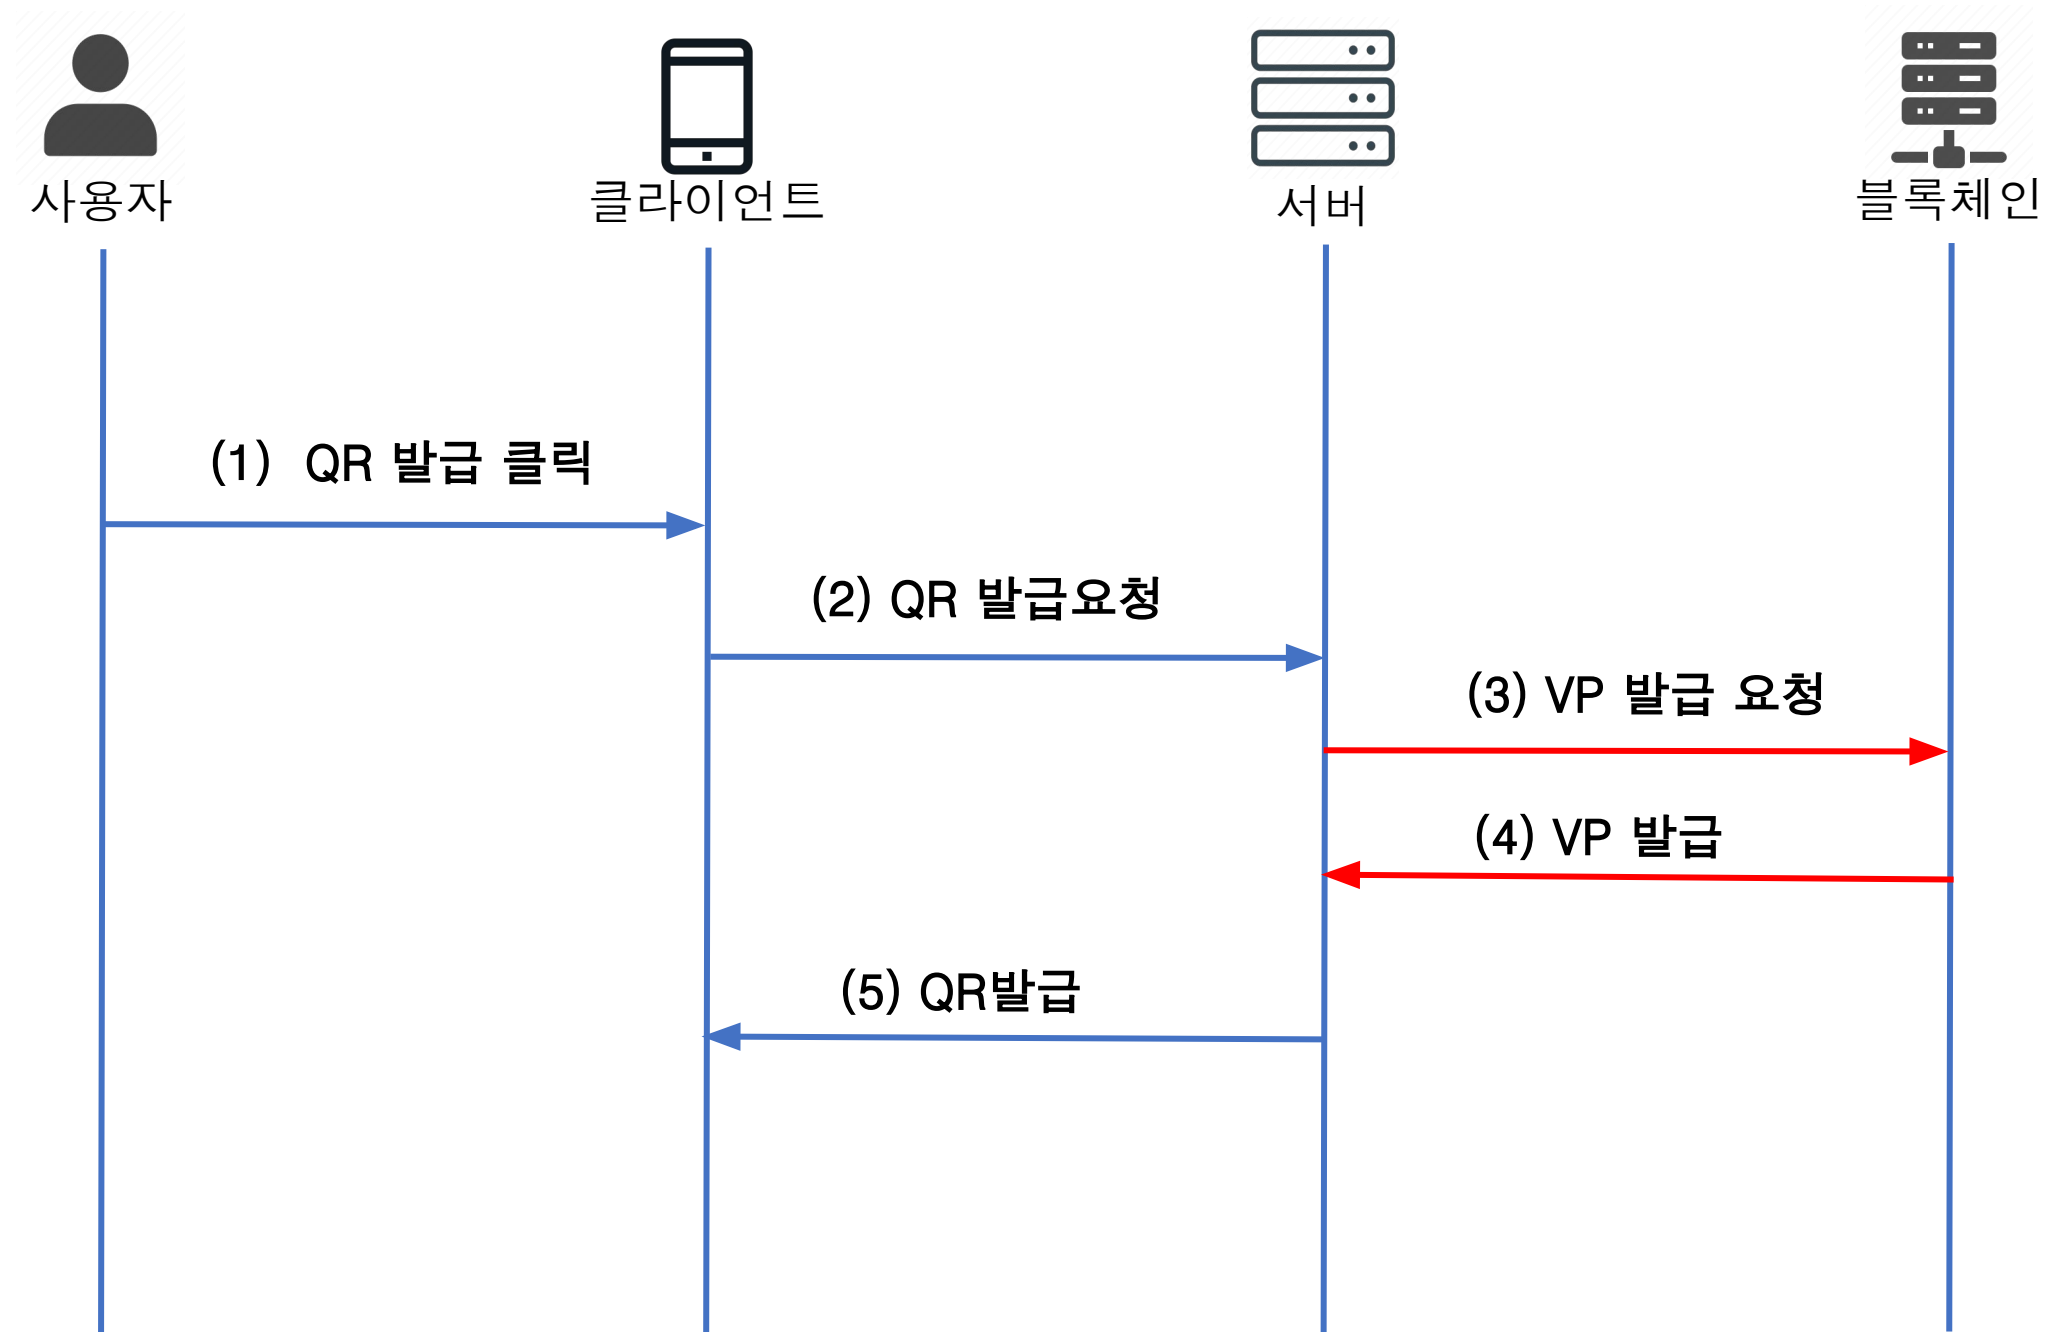 사용자
클라이언트
서버
블록체인
(1) QR 발급 클릭
(2) QR 발급요청
(3) VP 발급 요청
(4) VP 발급
(5) QR발급